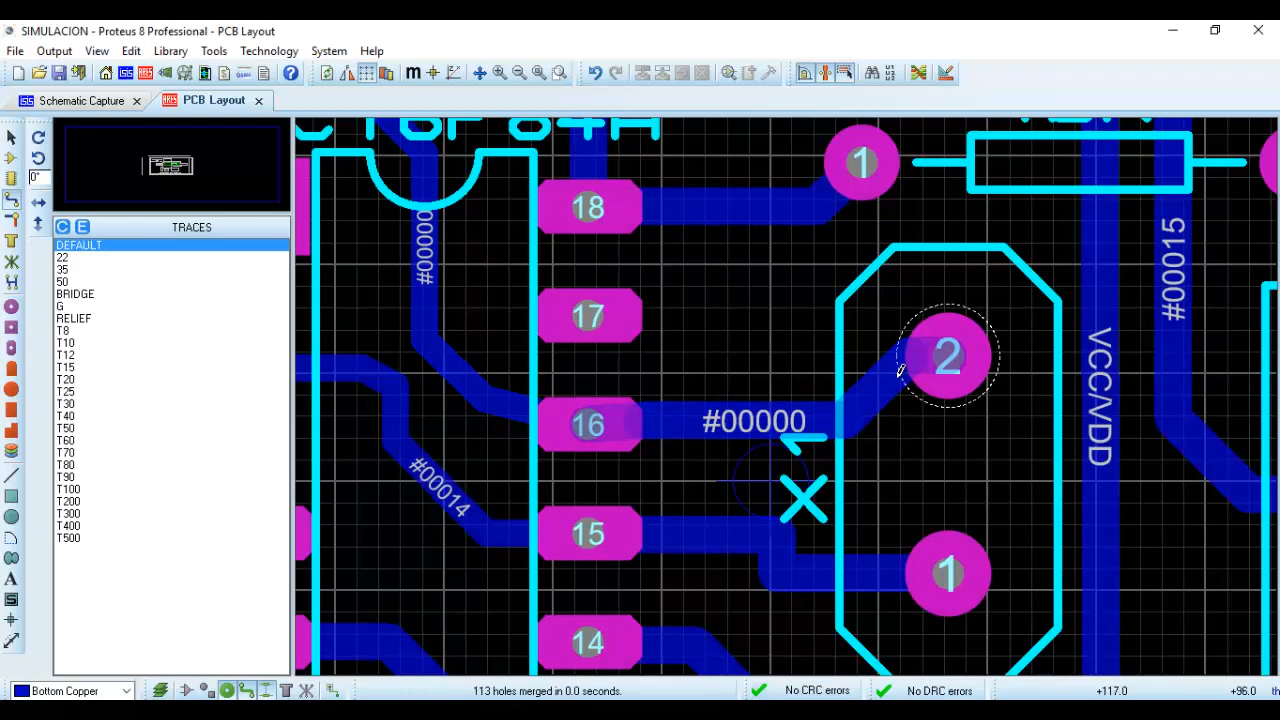 SIMULACION - Proteus 8 Professional - PCB Layout
File Output View Edit Library Tools Technology System Help
Schematic Capture
PCB Layout
0°
C E TRACES
DEFAULT
22
35
50
BRIDGE
G
RELIEF
T8
T10
T12
T15
T20
T25
T30
T40
T50
T60
T70
T80
T90
T100
T200
T300
T400
T500
18
17
16
15
14
1
2
1
#00000
#00014
#00000
X1
VCC/VDD
#00015
Bottom Copper
113 holes merged in 0.0 seconds.
No CRC errors
No DRC errors
+117.0
+96.0
th